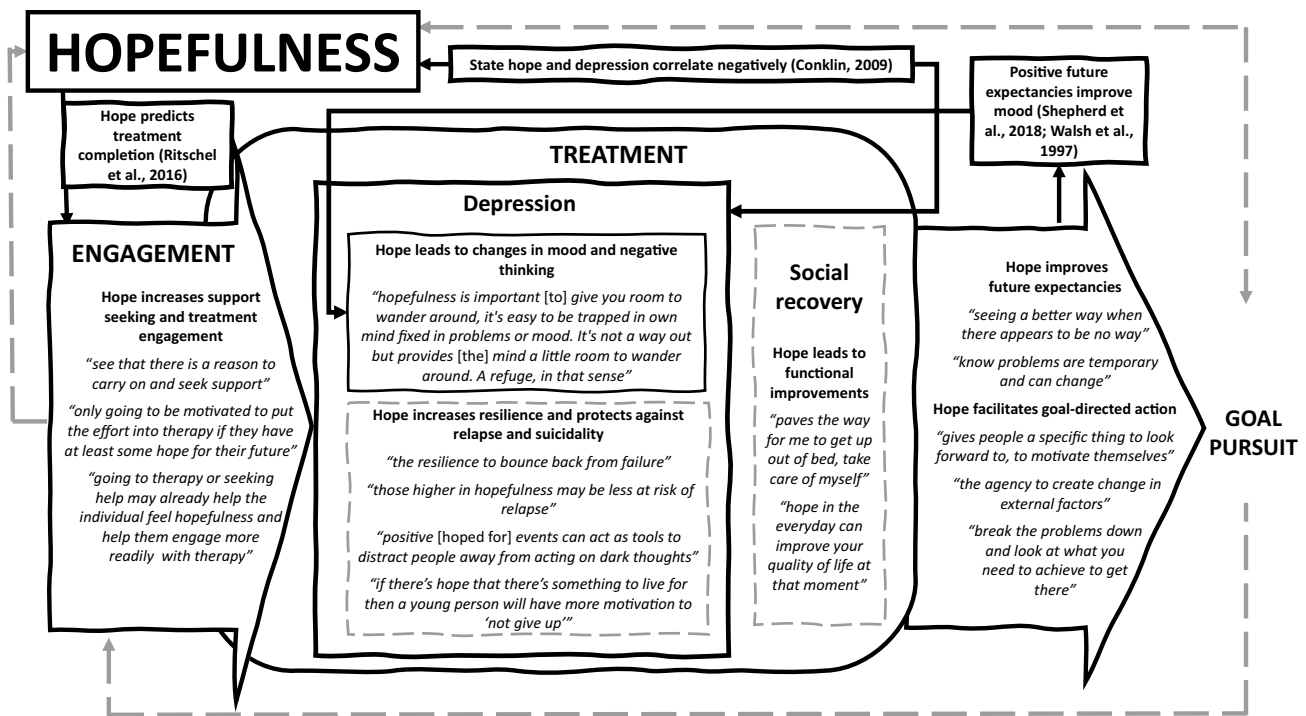 HOPEFULNESS
State hope and depression correlate negatively (Conklin, 2009)
Positive future
expectancies improve
mood (Shepherd et
al., 2018; Walsh et al.,
1997)
Hope predicts
treatment
completion (Ritschel
et al., 2016)
ENGAGEMENT
Hope increases support
seeking and treatment
engagement
“see that there is a reason to
carry on and seek support”
“only going to be motivated to put
the effort into therapy if they have
at least some hope for their future”
“going to therapy or seeking
help may already help the
individual feel hopefulness and
help them engage more
readily with therapy”
TREATMENT
Depression
Hope leads to changes in mood and negative
thinking
“hopefulness is important [to] give you room to
wander around, it's easy to be trapped in own
mind fixed in problems or mood. It's not a way out
but provides [the] mind a little room to wander
around. A refuge, in that sense”
Hope increases resilience and protects against
relapse and suicidality
“the resilience to bounce back from failure”
“those higher in hopefulness may be less at risk of
relapse”
“positive [hoped for] events can act as tools to
distract people away from acting on dark thoughts”
“if there’s hope that there’s something to live for
then a young person will have more motivation to
‘not give up’”
Social
recovery
Hope leads to
functional
improvements
“paves the way
for me to get up
out of bed, take
care of myself”
“hope in the
everyday can
improve your
quality of life at
that moment”
Hope improves
future expectancies
“seeing a better way when
there appears to be no way”
“know problems are temporary
and can change”
Hope facilitates goal-directed action
“gives people a specific thing to look
forward to, to motivate themselves”
“the agency to create change in
external factors”
“break the problems down
and look at what you
need to achieve to get
there”
GOAL
PURSUIT